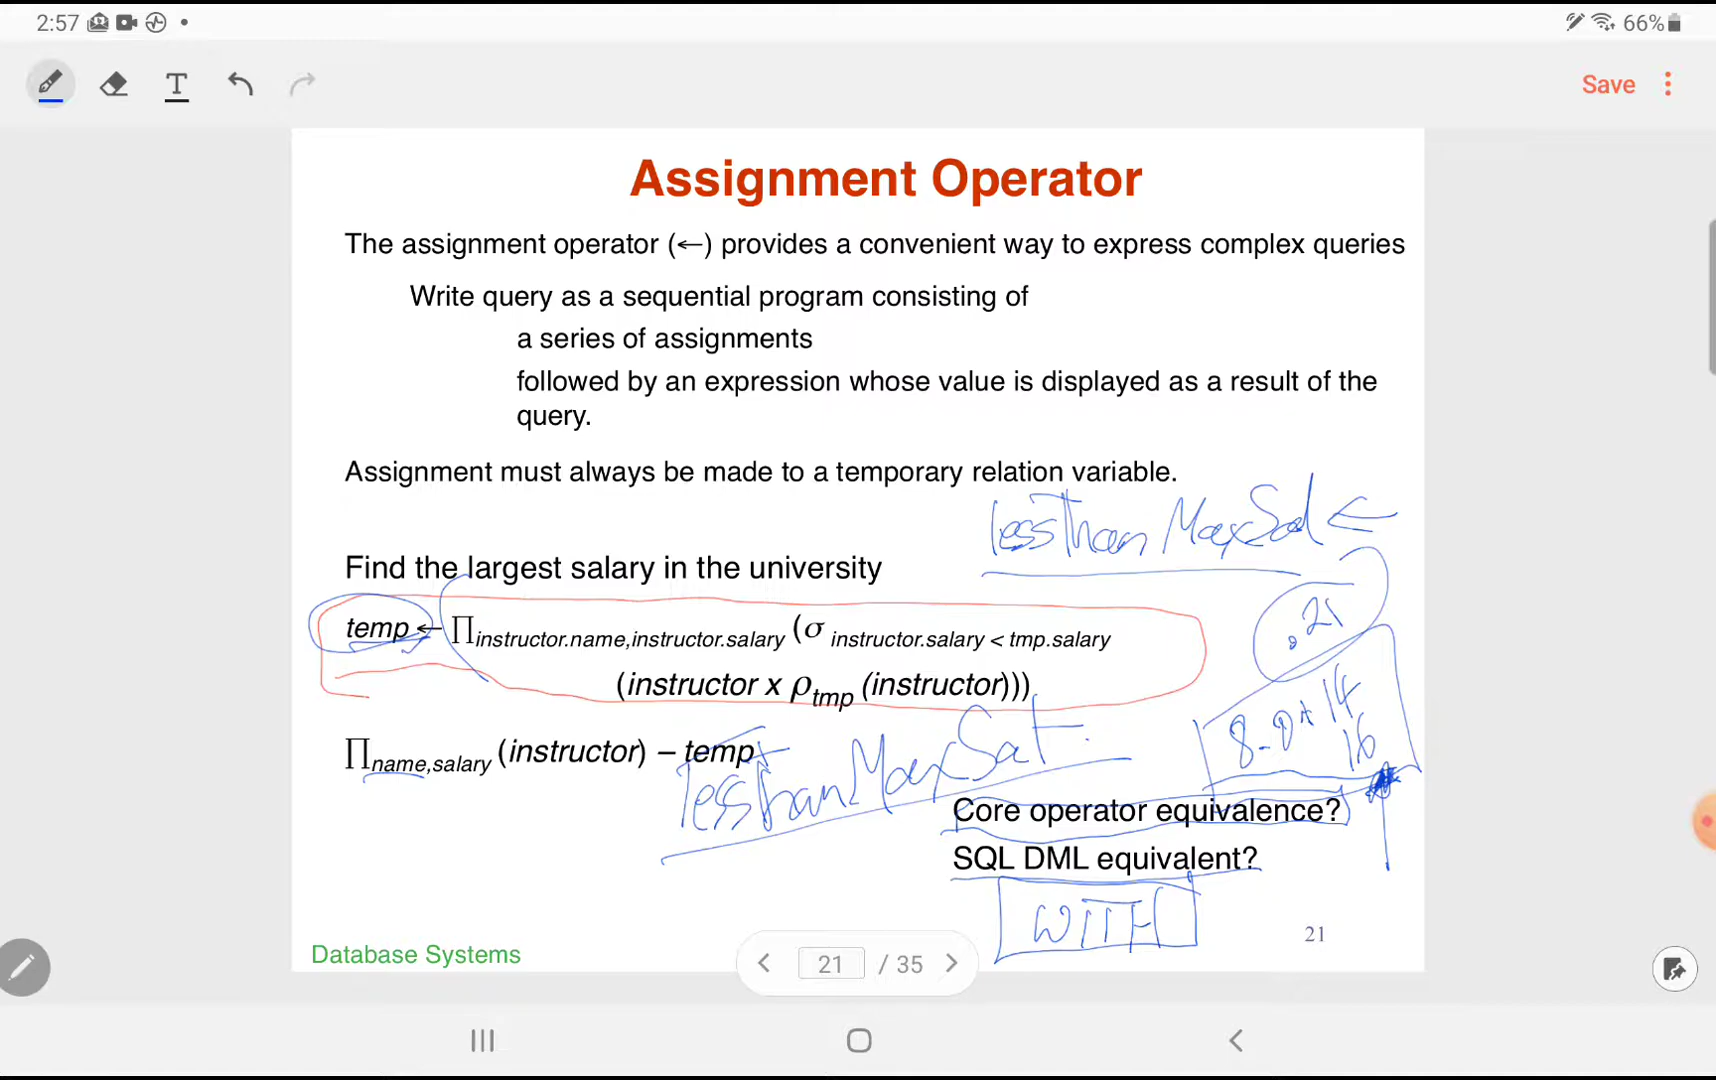 2:57
66%
T
Save
Assignment Operator
The assignment operator (←) provides a convenient way to express complex queries
Write query as a sequential program consisting of
a series of assignments
followed by an expression whose value is displayed as a result of the
query.
Assignment must always be made to a temporary relation variable.
lessThan MaxSal ←
Find the largest salary in the university
temp ← ∏instructor.name,instructor.salary (σ instructor.salary < tmp.salary
(instructor x ρtmp (instructor)))
14
16
∏name,salary (instructor) – temp
lessthanMaxSal
Core operator equivalence?
SQL DML equivalent?
WITH
21
Database Systems
21 / 35